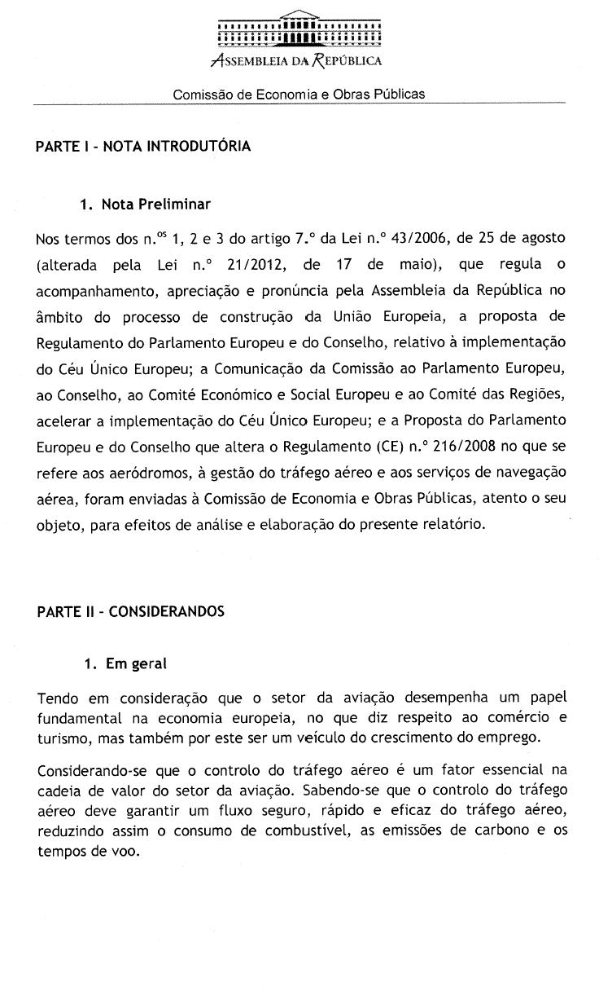 ASSEMBLEIA DA REPÚBLICA
Comissão de Economia e Obras Públicas
PARTE I - NOTA INTRODUTÓRIA
1. Nota Preliminar
Nos termos dos n.ºˢ 1, 2 e 3 do artigo 7.º da Lei n.º 43/2006, de 25 de agosto
(alterada pela Lei n.º 21/2012, de 17 de maio), que regula o
acompanhamento, apreciação e pronúncia pela Assembleia da República no
âmbito do processo de construção da União Europeia, a proposta de
Regulamento do Parlamento Europeu e do Conselho, relativo à implementação
do Céu Único Europeu; a Comunicação da Comissão ao Parlamento Europeu,
ao Conselho, ao Comité Económico e Social Europeu e ao Comité das Regiões,
acelerar a implementação do Céu Único Europeu; e a Proposta do Parlamento
Europeu e do Conselho que altera o Regulamento (CE) n.º 216/2008 no que se
refere aos aeródromos, à gestão do tráfego aéreo e aos serviços de navegação
aérea, foram enviadas à Comissão de Economia e Obras Públicas, atento o seu
objeto, para efeitos de análise e elaboração do presente relatório.
PARTE II - CONSIDERANDOS
1. Em geral
Tendo em consideração que o setor da aviação desempenha um papel
fundamental na economia europeia, no que diz respeito ao comércio e
turismo, mas também por este ser um veículo do crescimento do emprego.
Considerando-se que o controlo do tráfego aéreo é um fator essencial na
cadeia de valor do setor da aviação. Sabendo-se que o controlo do tráfego
aéreo deve garantir um fluxo seguro, rápido e eficaz do tráfego aéreo,
reduzindo assim o consumo de combustível, as emissões de carbono e os
tempos de voo.